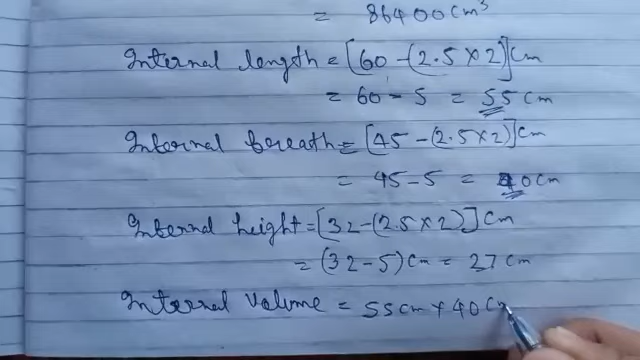 = 86400 cm³
Internal length = [60 - (2.5 × 2)] cm
= 60 - 5 = 55 cm
Internal bereath = [45 - (2.5 × 2)] cm
= 45 - 5 = 40 cm
Internal height = [32 - (2.5 × 2)] cm
= (32 - 5) cm = 27 cm
Internal Volume = 55 cm × 40 cm